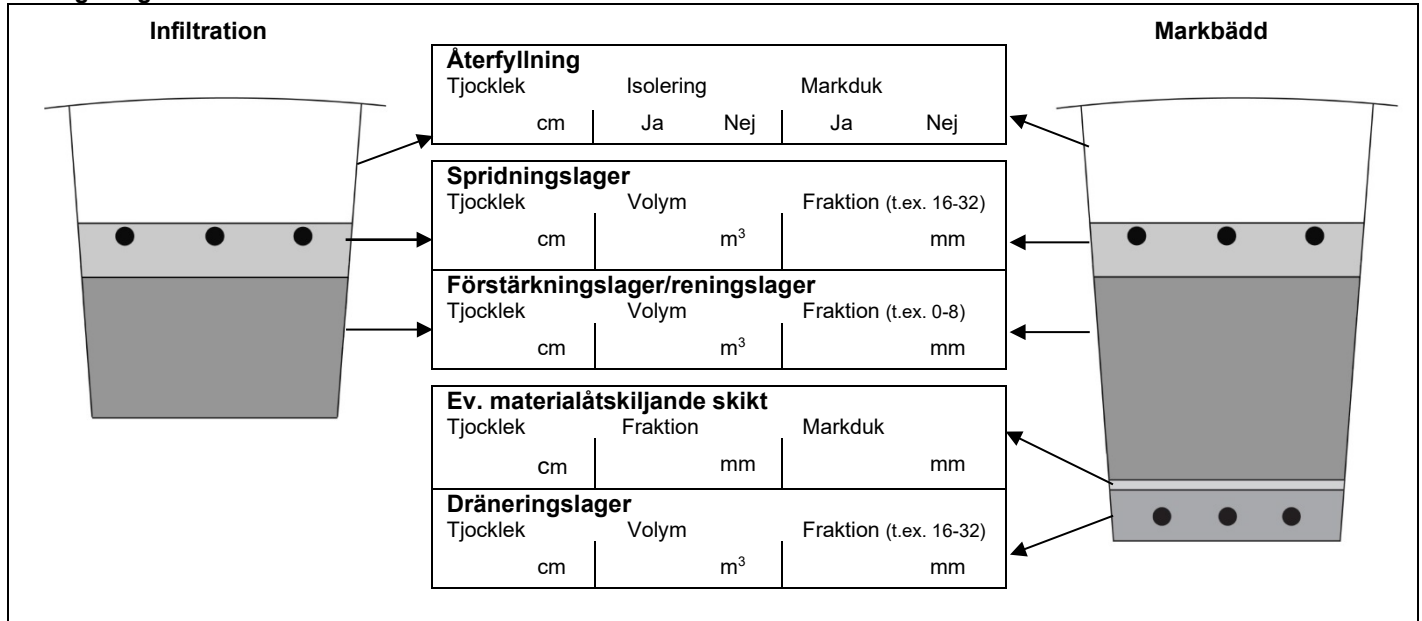 Infiltration
Markbädd
Återfyllning
Tjocklek Isolering Markduk
cm Ja Nej Ja Nej
Spridningslager
Tjocklek Volym Fraktion (t.ex. 16-32)
cm m³ mm
Förstärkningslager/reningslager
Tjocklek Volym Fraktion (t.ex. 0-8)
cm m³ mm
Ev. materialåtskiljande skikt
Tjocklek Fraktion Markduk
cm mm mm
Dräneringslager
Tjocklek Volym Fraktion (t.ex. 16-32)
cm m³ mm